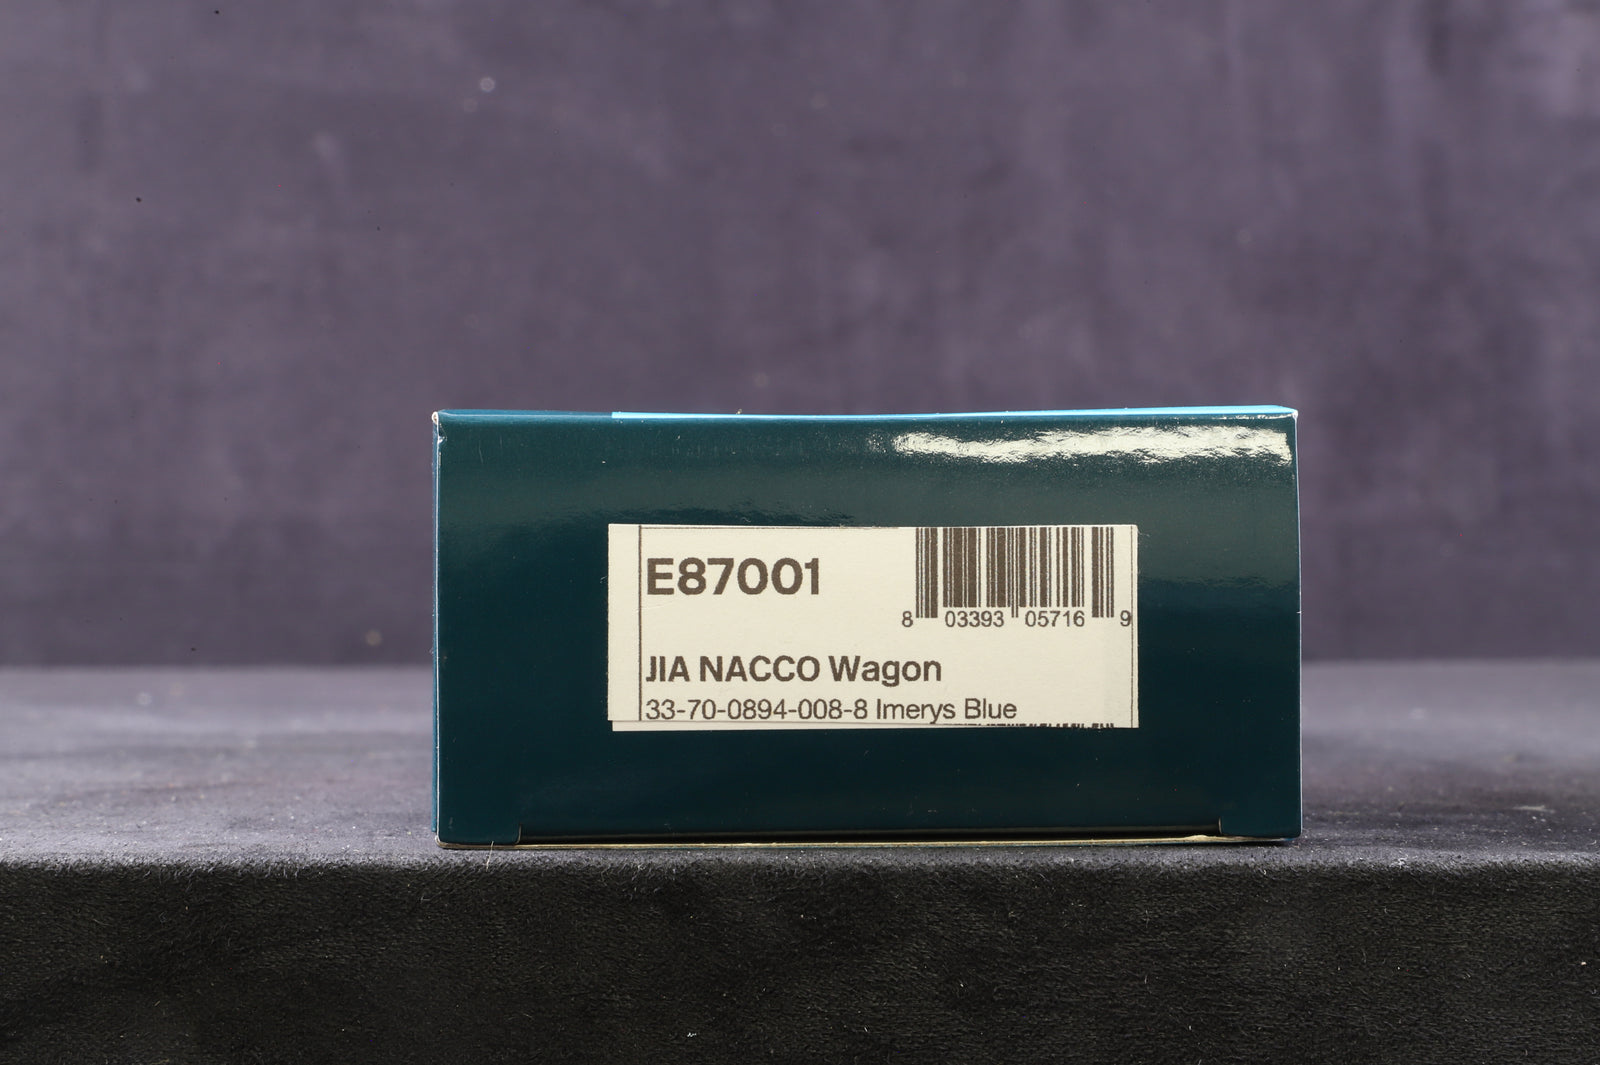 E87001
8 03393 05716 9
JIA NACCO Wagon
33-70-0894-008-8 Imerys Blue